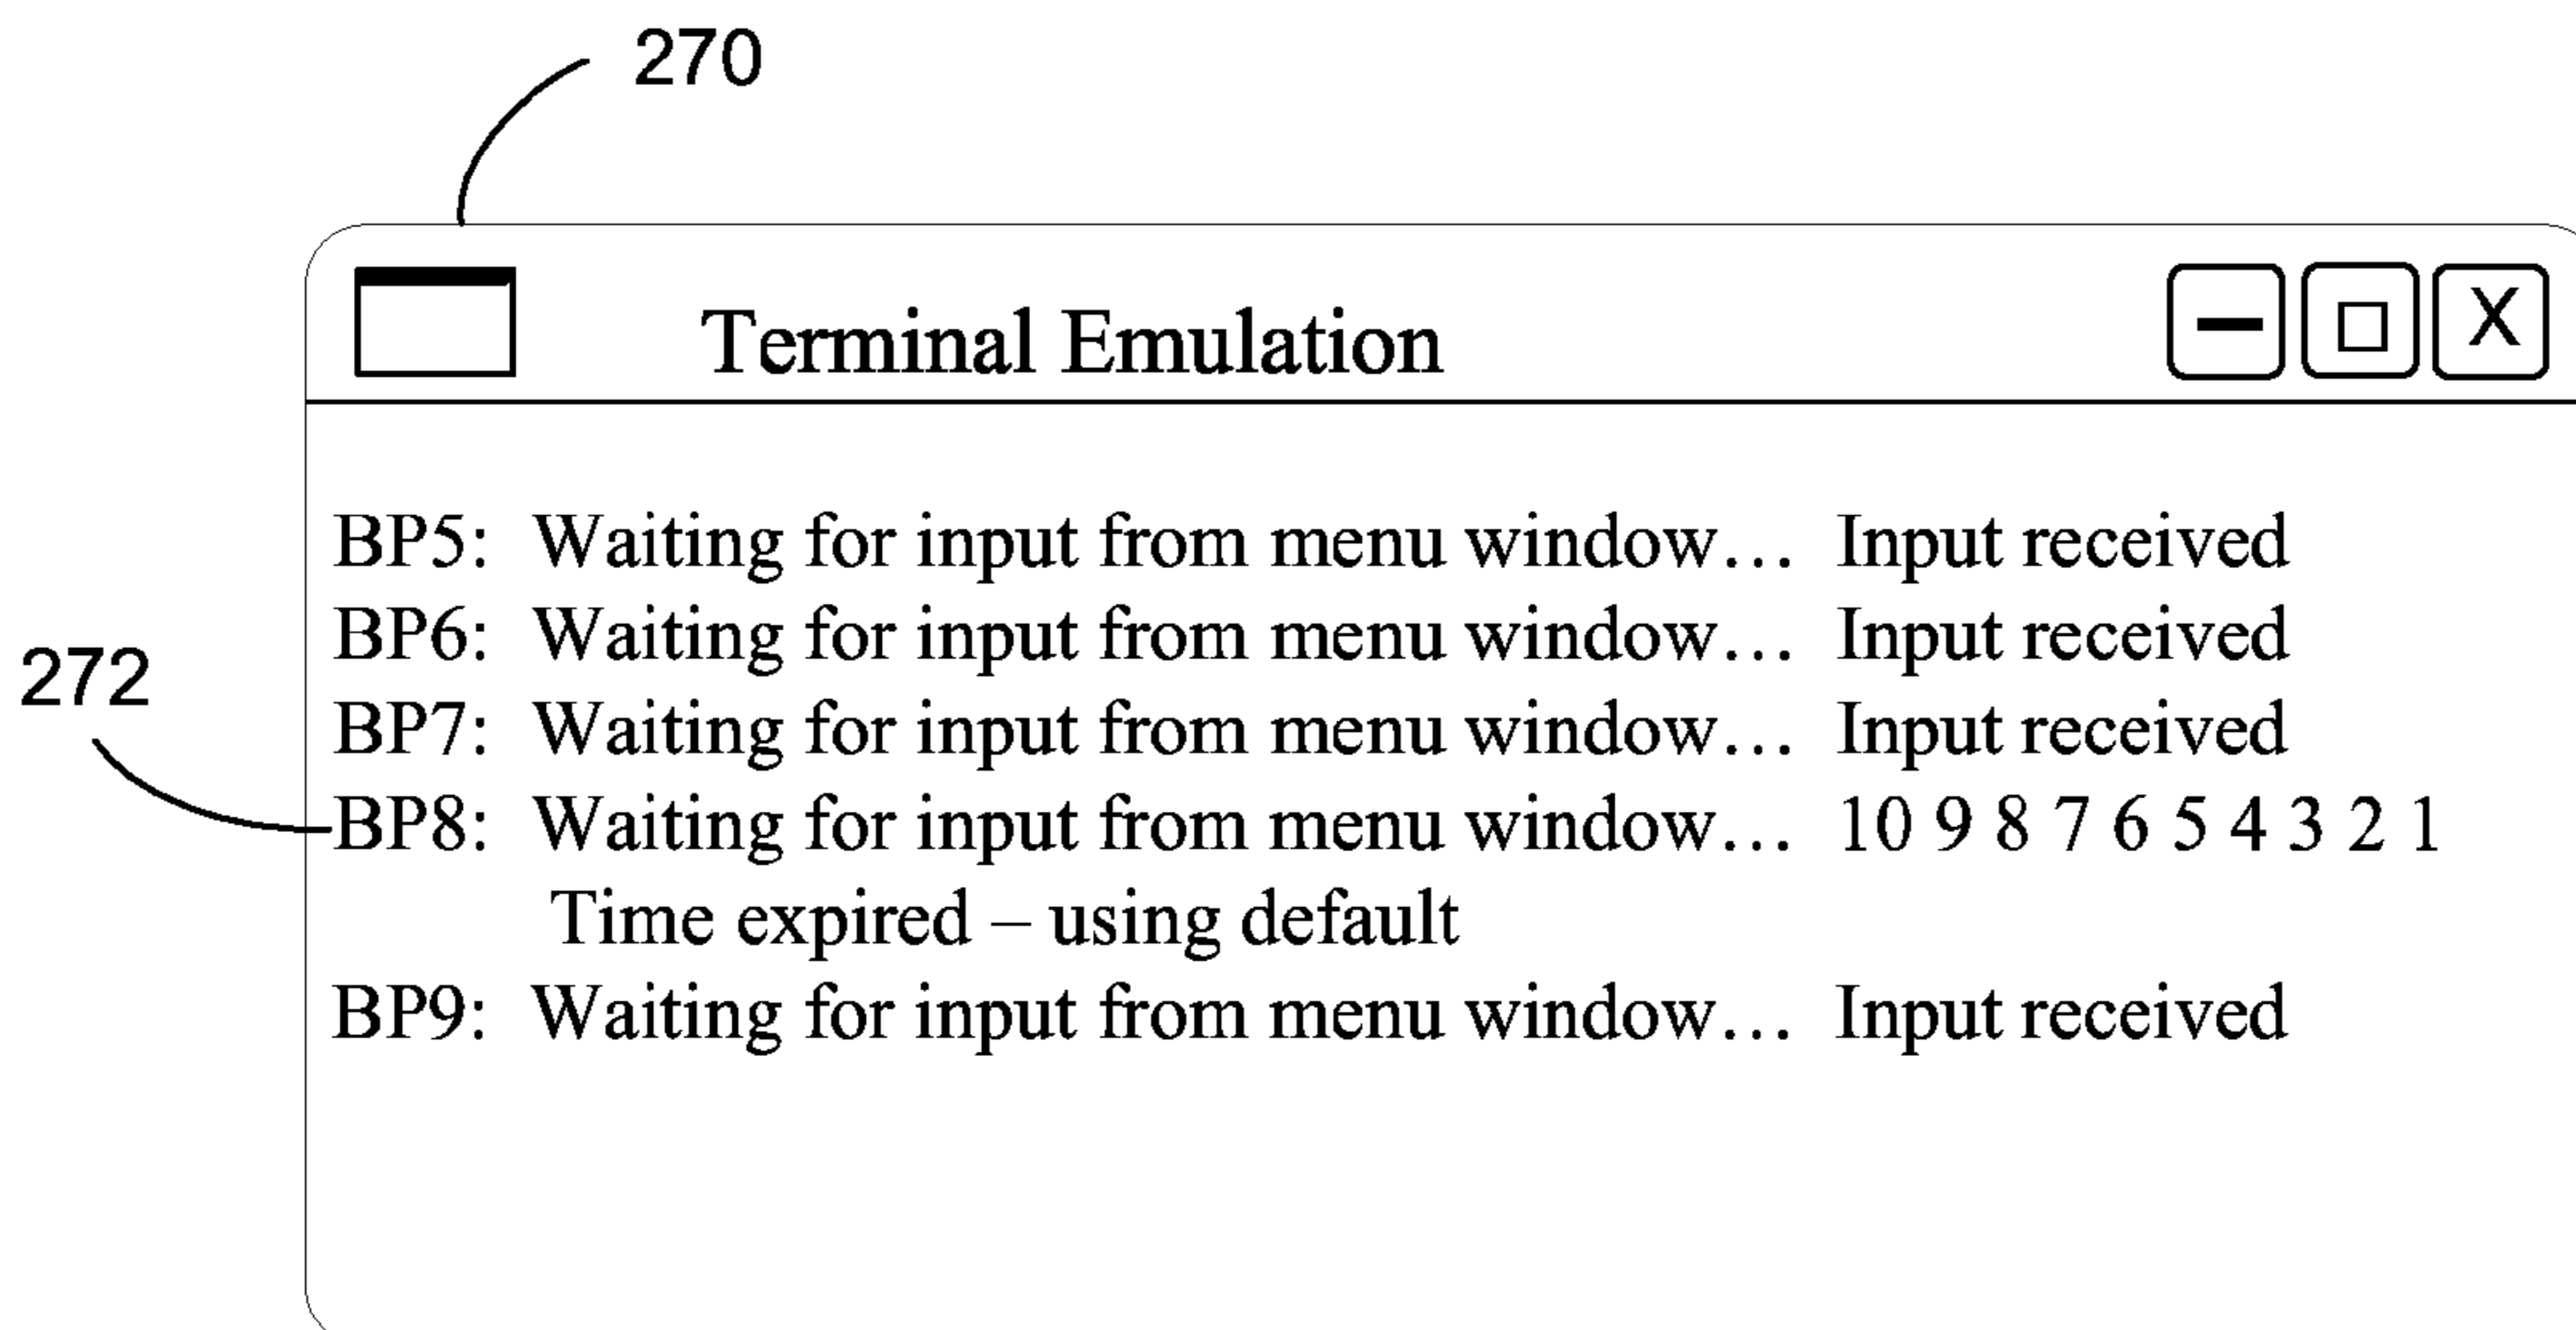 270
Terminal Emulation X
BP5: Waiting for input from menu window… Input received
BP6: Waiting for input from menu window… Input received
272
BP7: Waiting for input from menu window… Input received
BP8: Waiting for input from menu window… 10 9 8 7 6 5 4 3 2 1
Time expired – using default
BP9: Waiting for input from menu window… Input received